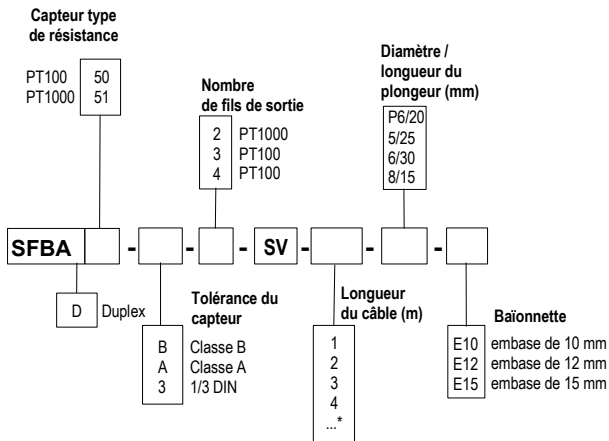 Capteur type
de résistance
PT100 50
PT1000 51
Nombre
de fils de sortie
2 PT1000
3 PT100
4 PT100
Diamètre /
longueur du
plongeur (mm)
P6/20
5/25
6/30
8/15
SFBA - - - SV - - -
D Duplex
Tolérance du
capteur
B Classe B
A Classe A
3 1/3 DIN
Longueur
du câble (m)
1
2
3
4
...*
Baïonnette
E10 embase de 10 mm
E12 embase de 12 mm
E15 embase de 15 mm